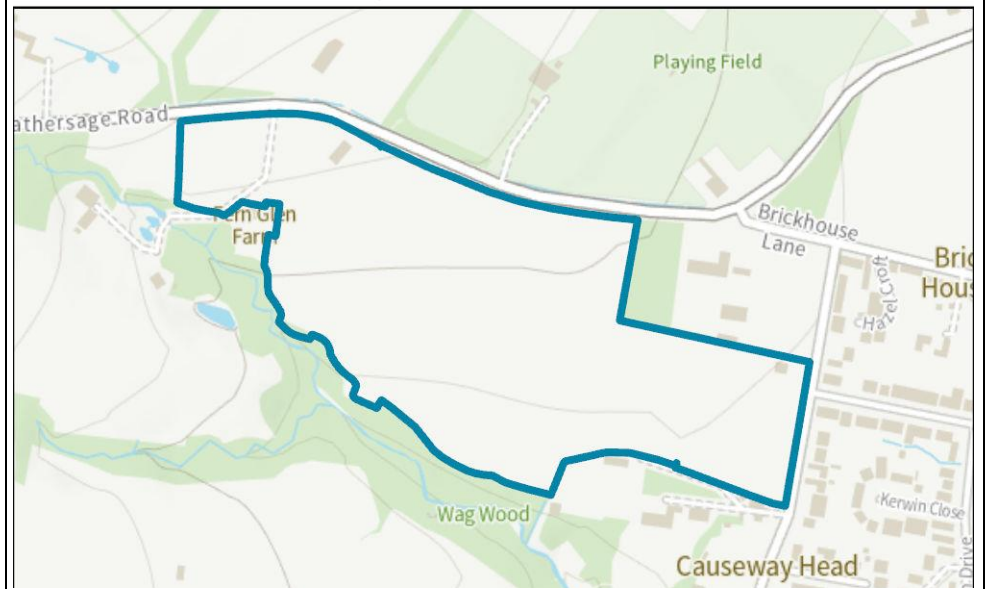 Playing Field
athersage Road
Fern Glen
Farm
Brickhouse
Lane
Bric
Hous
Hazel Croft
Kerwin Close
Wag Wood
Causeway Head
Drive